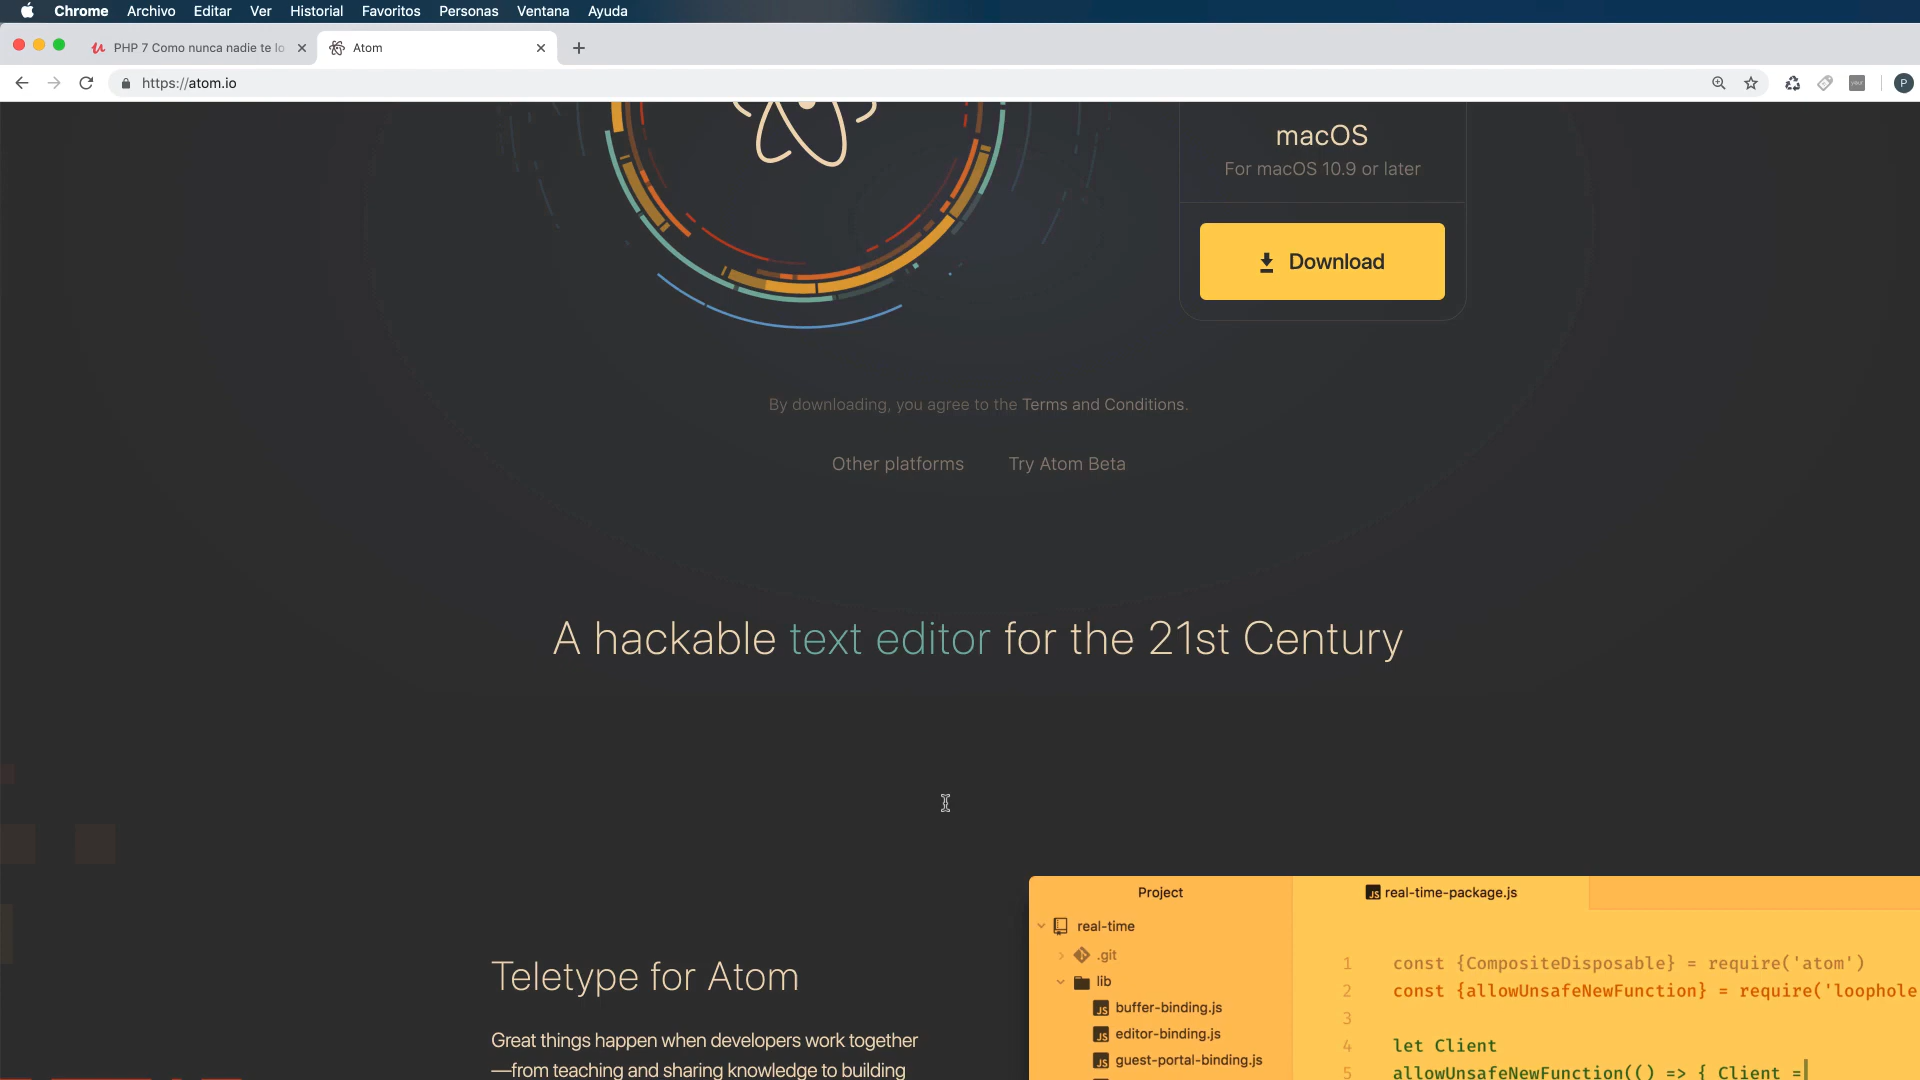 Chrome Archivo Editar Ver Historial Favoritos Personas Ventana Ayuda
PHP 7 Como nunca nadie te lo
Atom
https://atom.io
P
macOS
For macOS 10.9 or later
Download
By downloading, you agree to the Terms and Conditions.
Other platforms Try Atom Beta
A hackable text editor for the 21st Century
Project
real-time-package.js
real-time
.git
lib
buffer-binding.js
editor-binding.js
guest-portal-binding.js
1 const {CompositeDisposable} = require('atom')
2 const {allowUnsafeNewFunction} = require('loophole
3
4 let Client
5 allowUnsafeNewFunction(() => { Client =
Teletype for Atom
Great things happen when developers work together
—from teaching and sharing knowledge to building